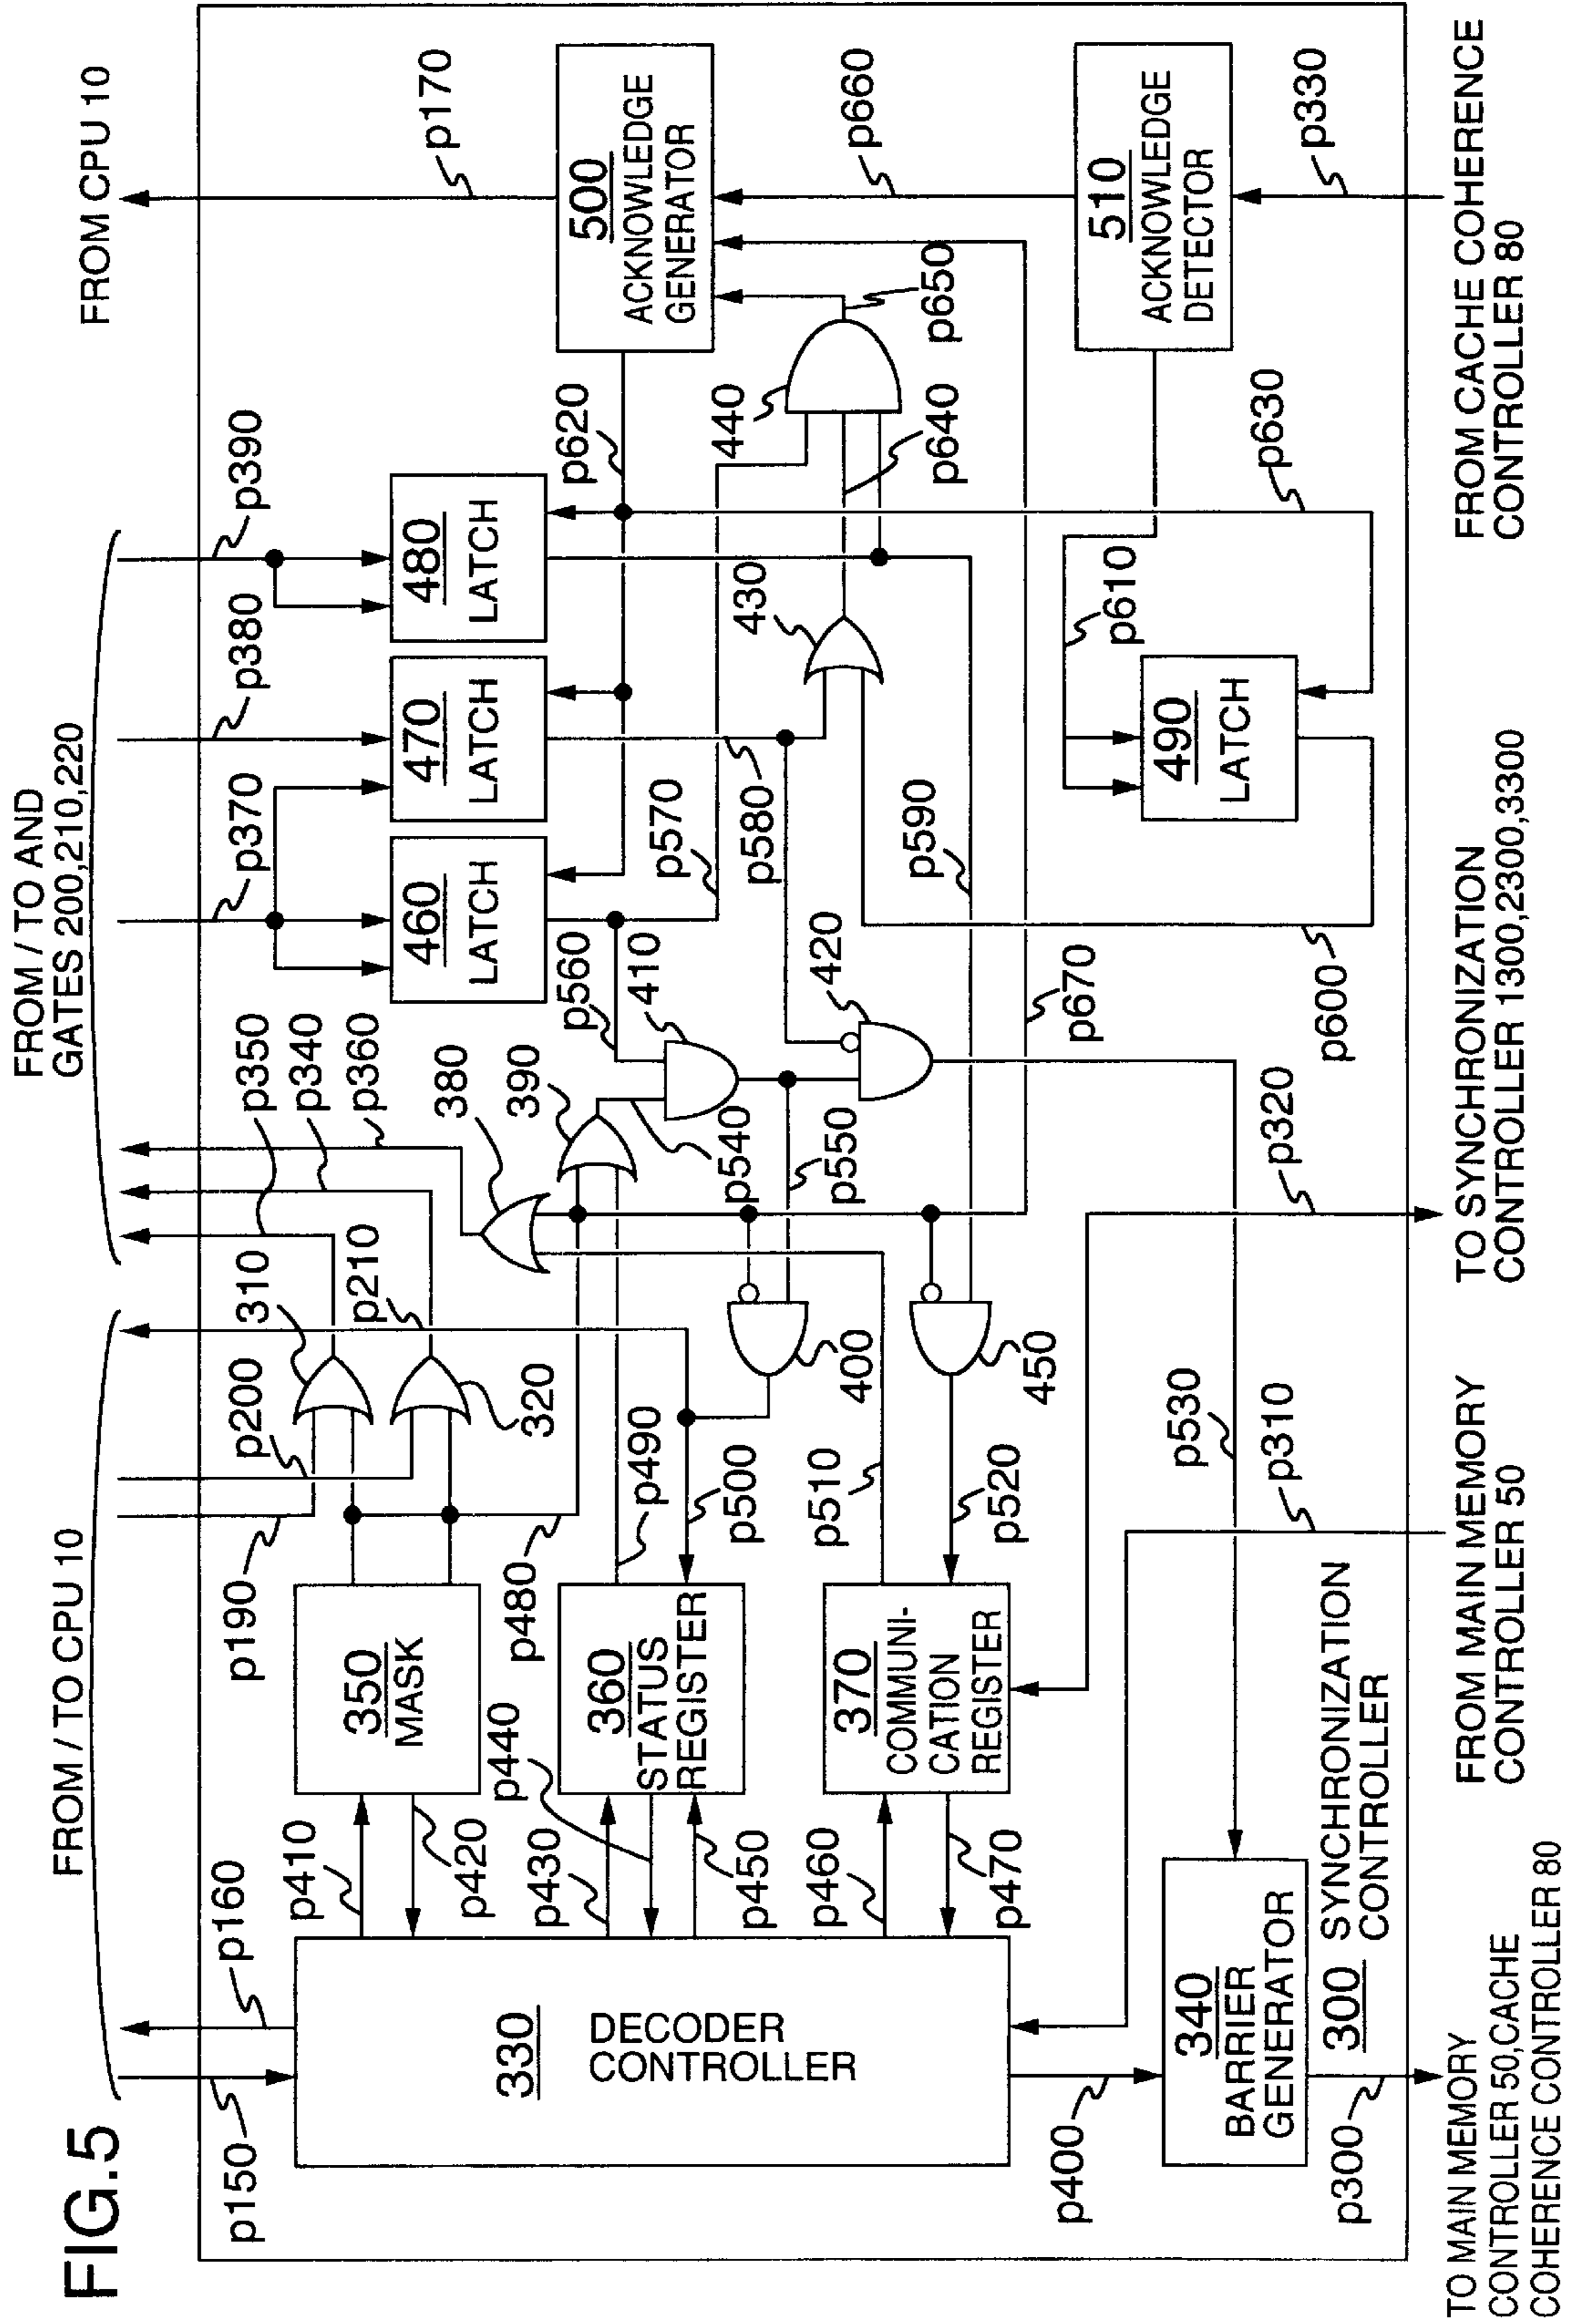 FIG.5
FROM / TO CPU 10
FROM / TO AND
GATES 200,210,220
FROM CPU 10
p150
p160
p190
p200
p210
310
p350
p340
p360
p370
p380
p390
p170
330
DECODER
CONTROLLER
p410
p420
350
MASK
320
p480
380
390
460
LATCH
470
LATCH
480
LATCH
p620
500
ACKNOWLEDGE
GENERATOR
p430
p440
p450
360
STATUS
REGISTER
p490
p500
400
p540
p550
p560
410
420
p570
p580
430
440
p640
p650
p660
p460
p470
370
COMMUNI-
CATION
REGISTER
p510
p520
450
p590
p670
p610
490
LATCH
p630
p600
510
ACKNOWLEDGE
DETECTOR
p330
p400
340
BARRIER
GENERATOR
p530
p310
p320
p300
300 SYNCHRONIZATION
CONTROLLER
TO MAIN MEMORY
CONTROLLER 50,CACHE
COHERENCE CONTROLLER 80
FROM MAIN MEMORY
CONTROLLER 50
TO SYNCHRONIZATION
CONTROLLER 1300,2300,3300
FROM CACHE COHERENCE
CONTROLLER 80